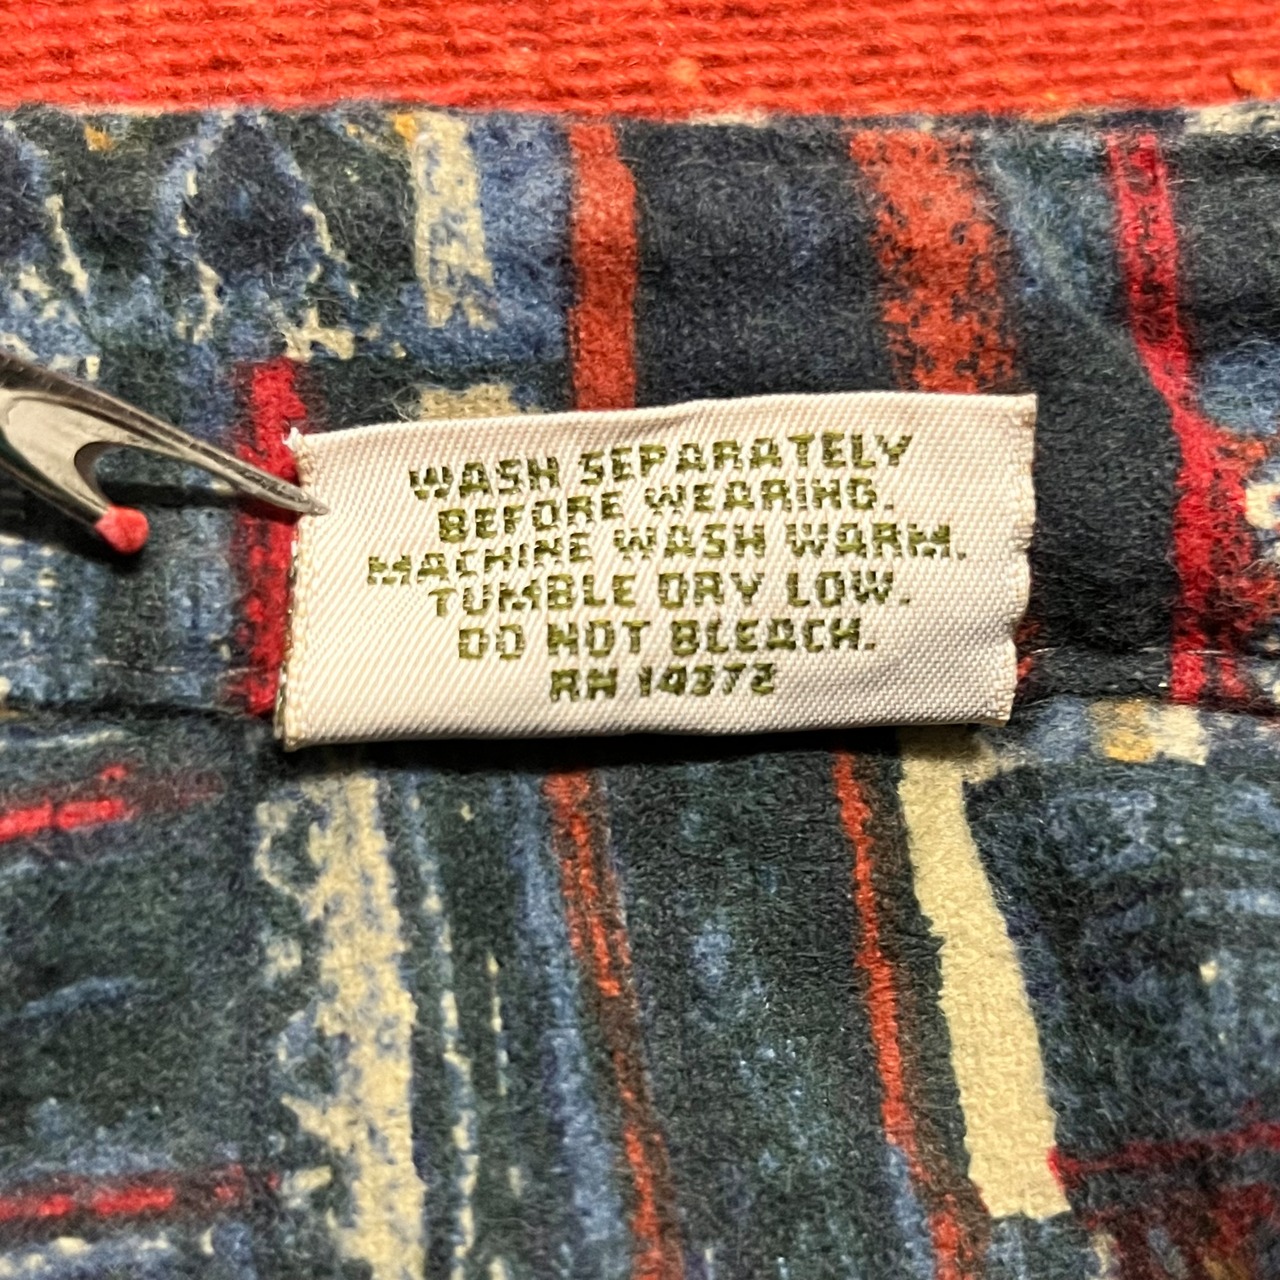 WASH SEPARATELY
BEFORE WEARING.
MACHINE WASH WARM.
TUMBLE DRY LOW.
DO NOT BLEACH.
RN 14372